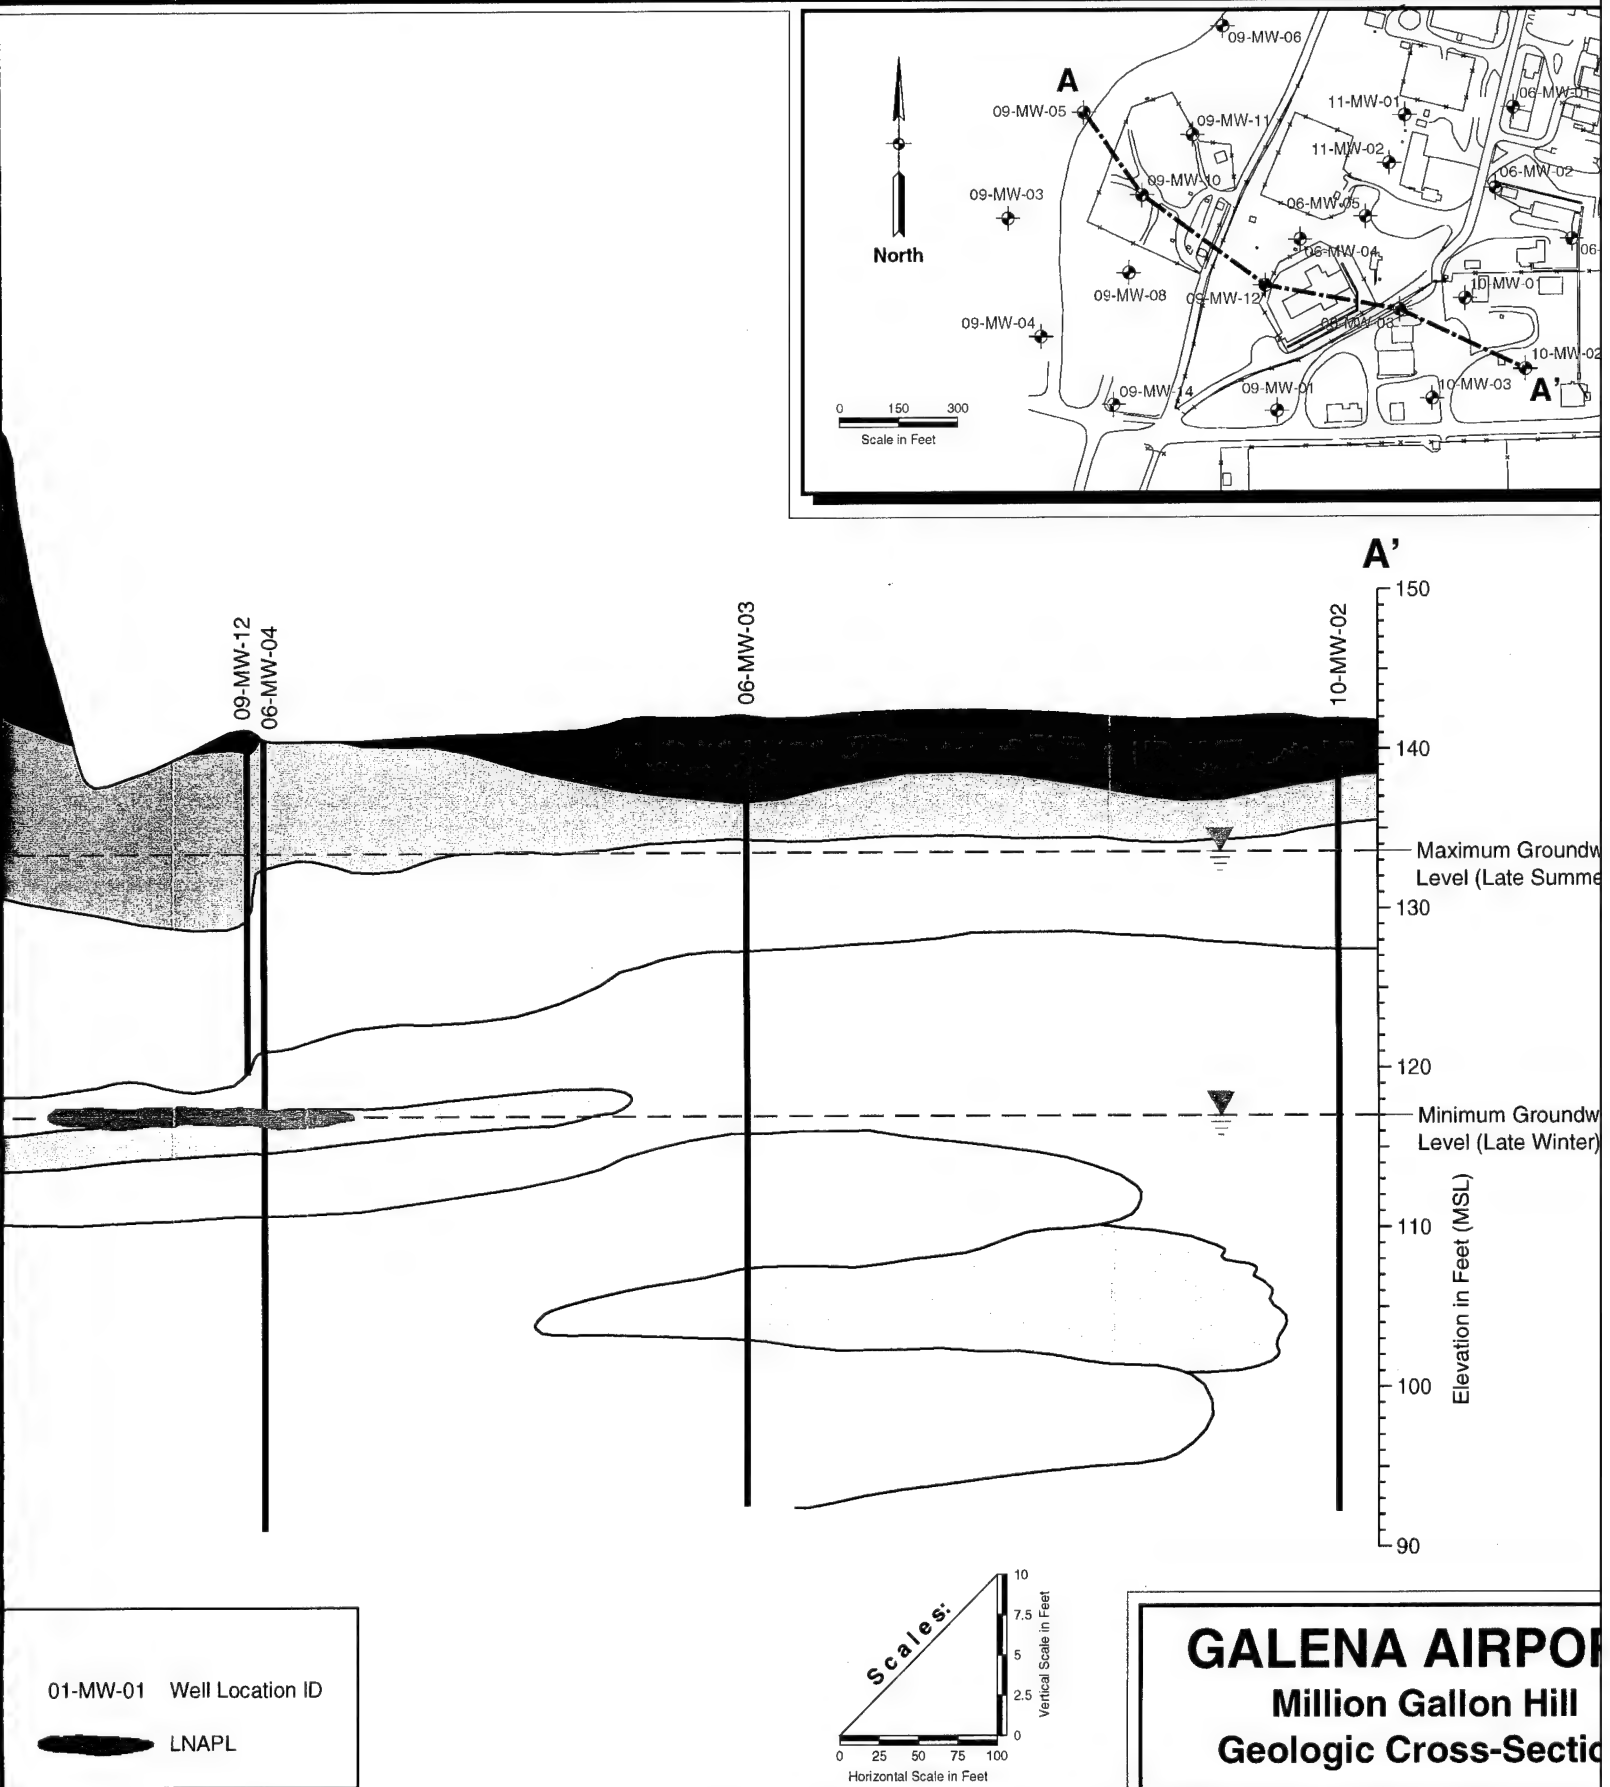 09-MW-06
A
09-MW-05
09-MW-11
11-MW-01
06-MW-01
11-MW-02
09-MW-10
06-MW-02
09-MW-03
06-MW-05
North
06-MW-04
06-
09-MW-08
09-MW-12
10-MW-01
09-MW-04
10-MW-02
A'
09-MW-14
09-MW-01
10-MW-03
0 150 300
Scale in Feet
A'
150
09-MW-12
06-MW-04
06-MW-03
10-MW-02
140
Maximum Groundw
Level (Late Summe
130
120
Minimum Groundw
Level (Late Winter)
110
Elevation in Feet (MSL)
100
90
Scales:
10
7.5
5
2.5
0
Vertical Scale in Feet
0 25 50 75 100
Horizontal Scale in Feet
01-MW-01 Well Location ID
LNAPL
GALENA AIRPO
Million Gallon Hill
Geologic Cross-Sectio